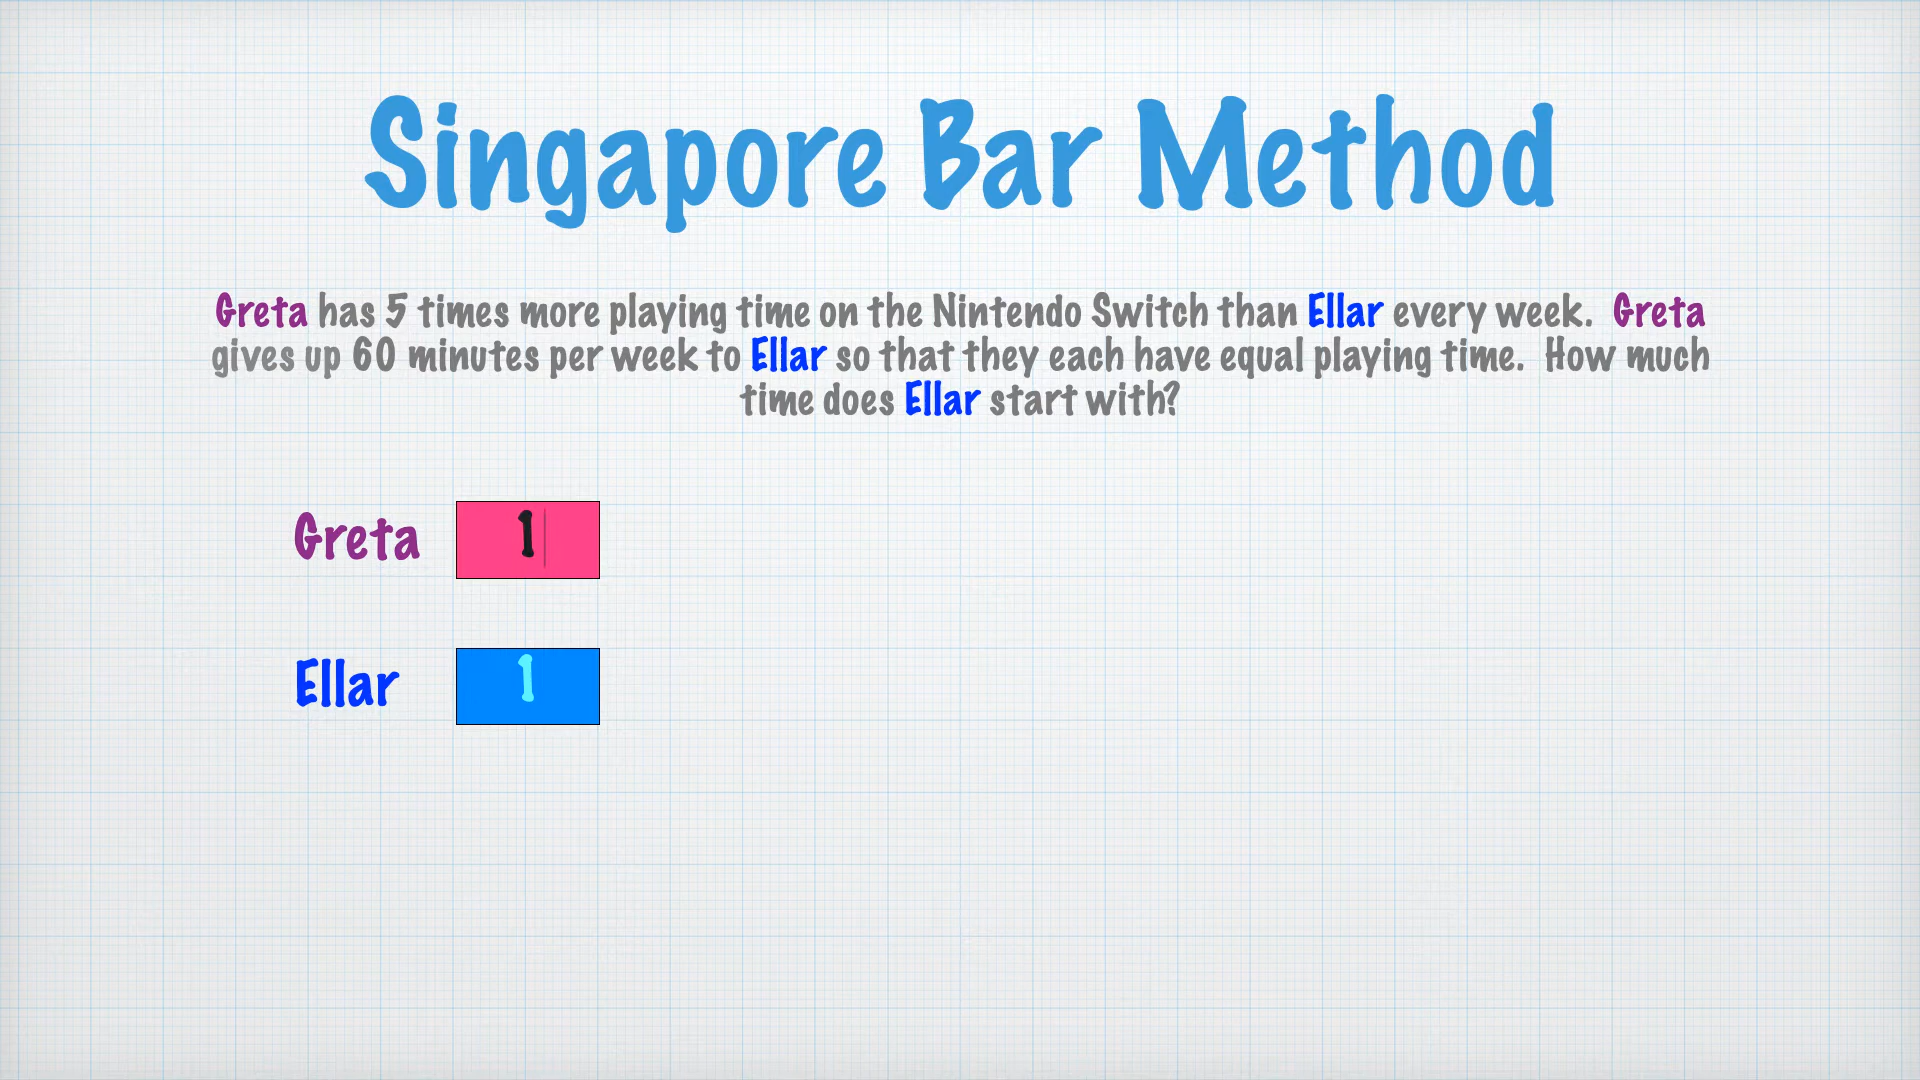 Singapore Bar Method
Greta has 5 times more playing time on the Nintendo Switch than Ellar every week. Greta
gives up 60 minutes per week to Ellar so that they each have equal playing time. How much
time does Ellar start with?
Greta 1
Ellar 1